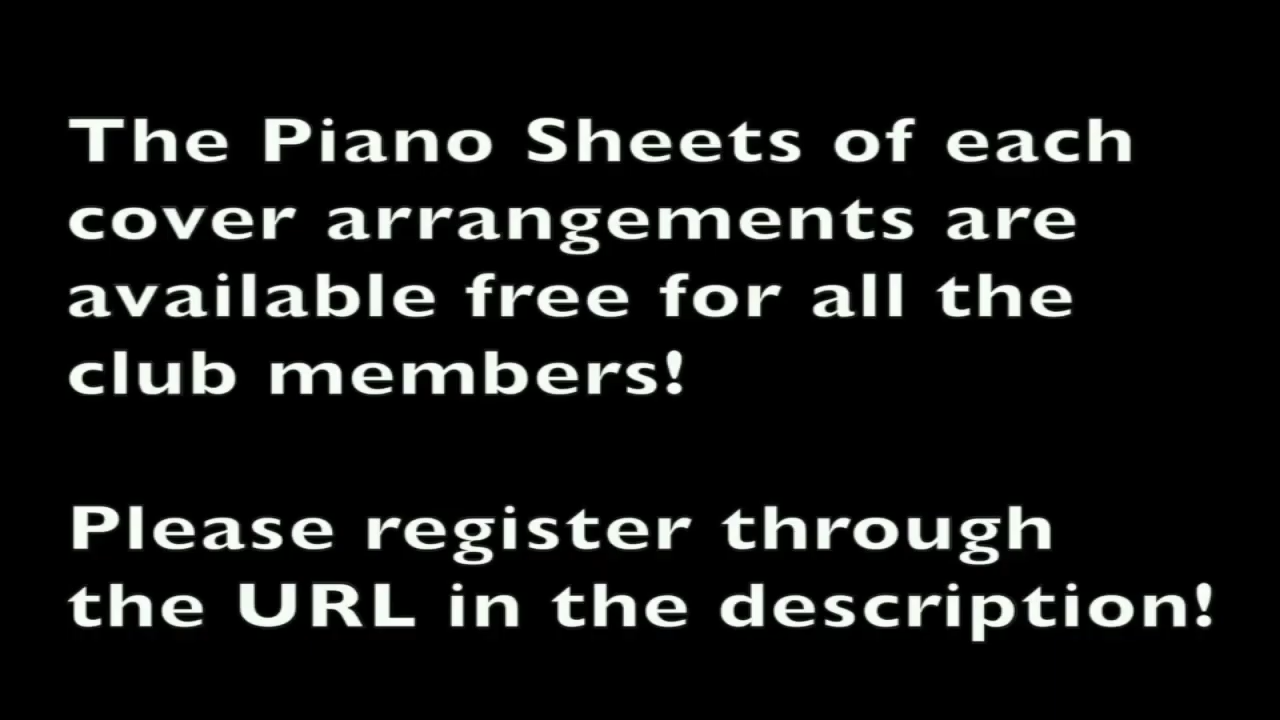 The Piano Sheets of each
cover arrangements are
available free for all the
club members!
Please register through
the URL in the description!